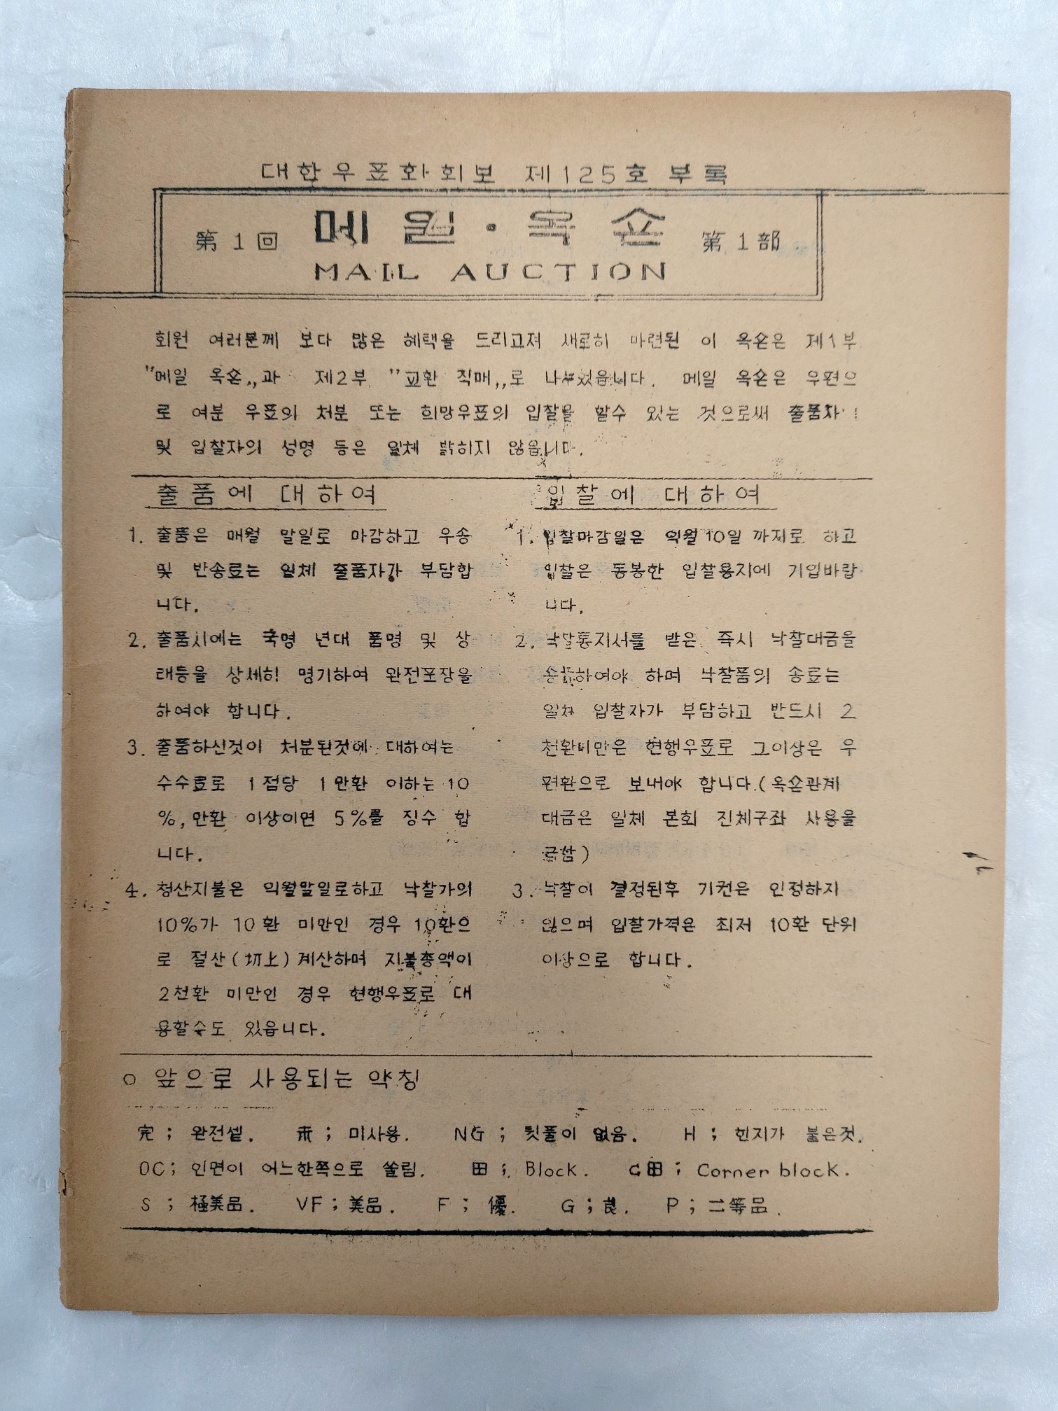 대한우표화회보 제125호 부록
第1回 메일·옥숀 第1部
MAIL AUCTION
회원 여러분께 보다 많은 혜택을 드리고저 새로히 마련된 이 옥숀은 제1부
"메일 옥숀„과 제2부 "교환 직매„로 나누었읍니다. 메일 옥숀은 우편으
로 여분 우표의 처분 또는 희망우표의 입찰을 할수 있는 것으로써 출품자
및 입찰자의 성명 등은 일체 밝히지 않읍니다.
출품에 대하여
1. 출품은 매월 말일로 마감하고 우송
및 반송료는 일체 출품자가 부담합
니다.
2. 출품시에는 국명 년대 품명 및 상
태등을 상세히 명기하여 완전포장을
하여야 합니다.
3. 출품하신것이 처분된것에 대하여는
수수료로 1점당 1만환 이하는 10
%, 만환 이상이면 5%를 징수 합
니다.
4. 청산지불은 익월말일로하고 낙찰가의
10%가 10환 미만인 경우 10환으
로 절산(切上)계산하며 지불총액이
2천환 미만인 경우 현행우표로 대
용할수도 있읍니다.
입찰에 대하여
1. 입찰마감일은 익월10일 까지로 하고
입찰은 동봉한 입찰용지에 기입바랍
니다.
2. 낙찰통지서를 받은 즉시 낙찰대금을
송금하여야 하며 낙찰품의 송료는
일체 입찰자가 부담하고 반드시 2
천환미만은 현행우표로 그이상은 우
편환으로 보내야 합니다.(옥숀관계
대금은 일체 본회 진체구좌 사용을
금함)
3. 낙찰이 결정된후 기권은 인정하지
않으며 입찰가격은 최저 10환 단위
이상으로 합니다.
○ 앞으로 사용되는 약칭
完; 완전셑. 未; 미사용. NG; 뒷풀이 없음. H; 힌지가 붙은것.
OC; 인면이 어느한쪽으로 쏠림. 田; Block. C田; Corner block.
S; 極美品. VF; 美品. F; 優. G; 良. P; 二等品.